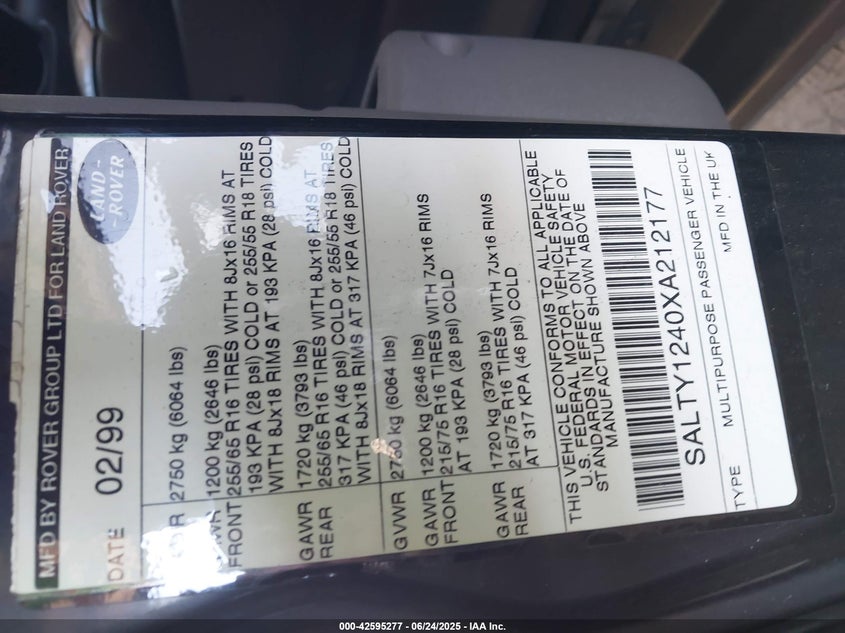 MFD BY ROVER GROUP LTD FOR LAND ROVER
DATE 02/99
LAND-
-ROVER
GVWR 2750 kg (6064 lbs)
GAWR 1200 kg (2646 lbs)
FRONT 255/65 R16 TIRES WITH 8Jx16 RIMS AT
193 KPA (28 psi) COLD or 255/55 R18 TIRES
WITH 8Jx18 RIMS AT 193 KPA (28 psi) COLD
GAWR 1720 kg (3793 lbs)
REAR 255/65 R16 TIRES WITH 8Jx16 RIMS AT
317 KPA (46 psi) COLD or 255/55 R18 TIRES
WITH 8Jx18 RIMS AT 317 KPA (46 psi) COLD
GVWR 2750 kg (6064 lbs)
GAWR 1200 kg (2646 lbs)
FRONT 215/75 R16 TIRES WITH 7Jx16 RIMS
AT 193 KPA (28 psi) COLD
GAWR 1720 kg (3793 lbs)
REAR 215/75 R16 TIRES WITH 7Jx16 RIMS
AT 317 KPA (46 psi) COLD
THIS VEHICLE CONFORMS TO ALL APPLICABLE
U.S. FEDERAL MOTOR VEHICLE SAFETY
STANDARDS IN EFFECT ON THE DATE OF
MANUFACTURE SHOWN ABOVE
SALTY1240XA212177
TYPE MULTIPURPOSE PASSENGER VEHICLE
MFD IN THE UK
000-42595277 - 06/24/2025 - IAA Inc.